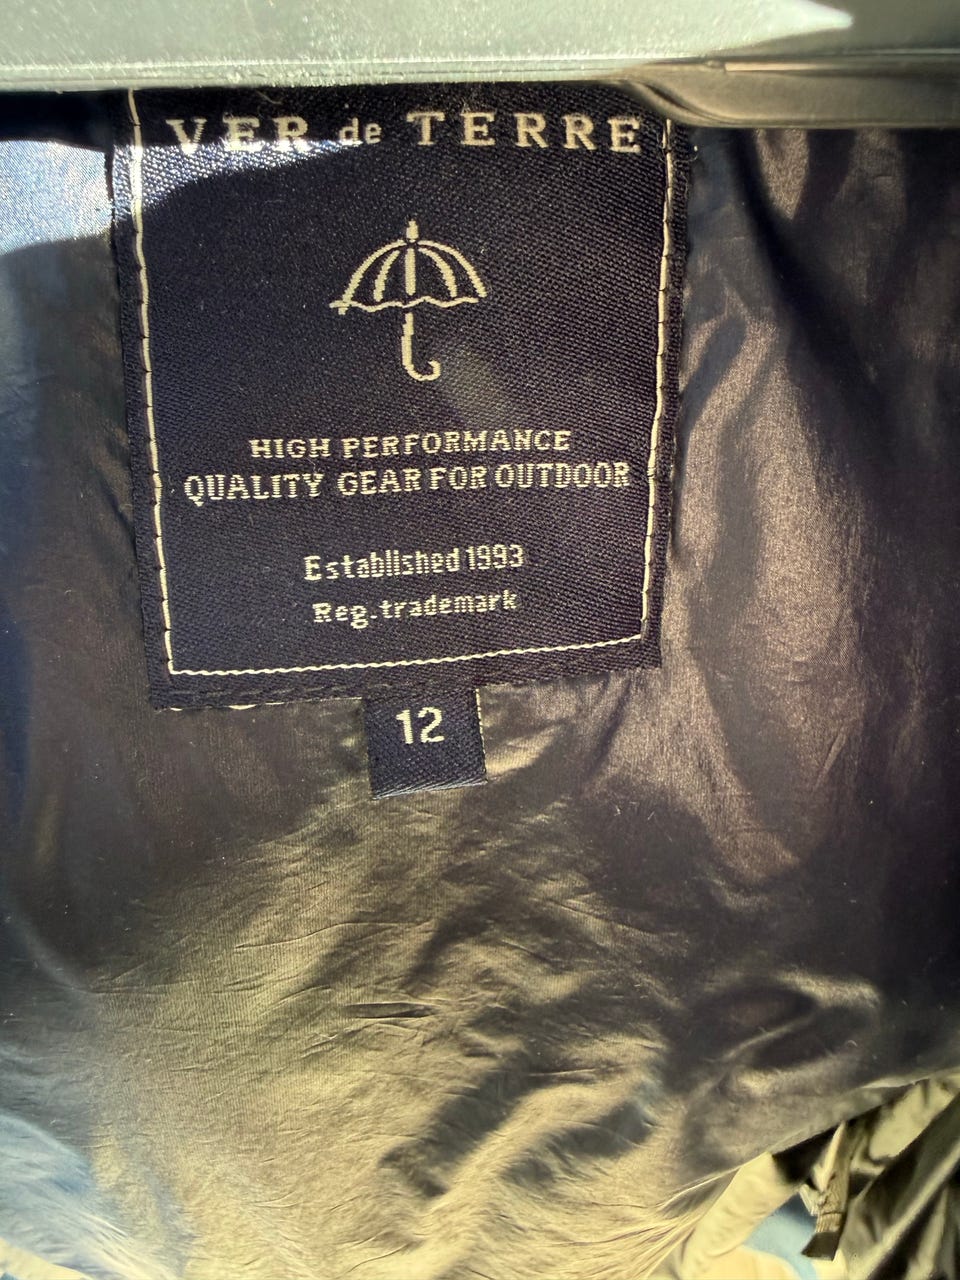 VER de TERRE
HIGH PERFORMANCE
QUALITY GEAR FOR OUTDOOR
Established 1993
Reg. trademark
12